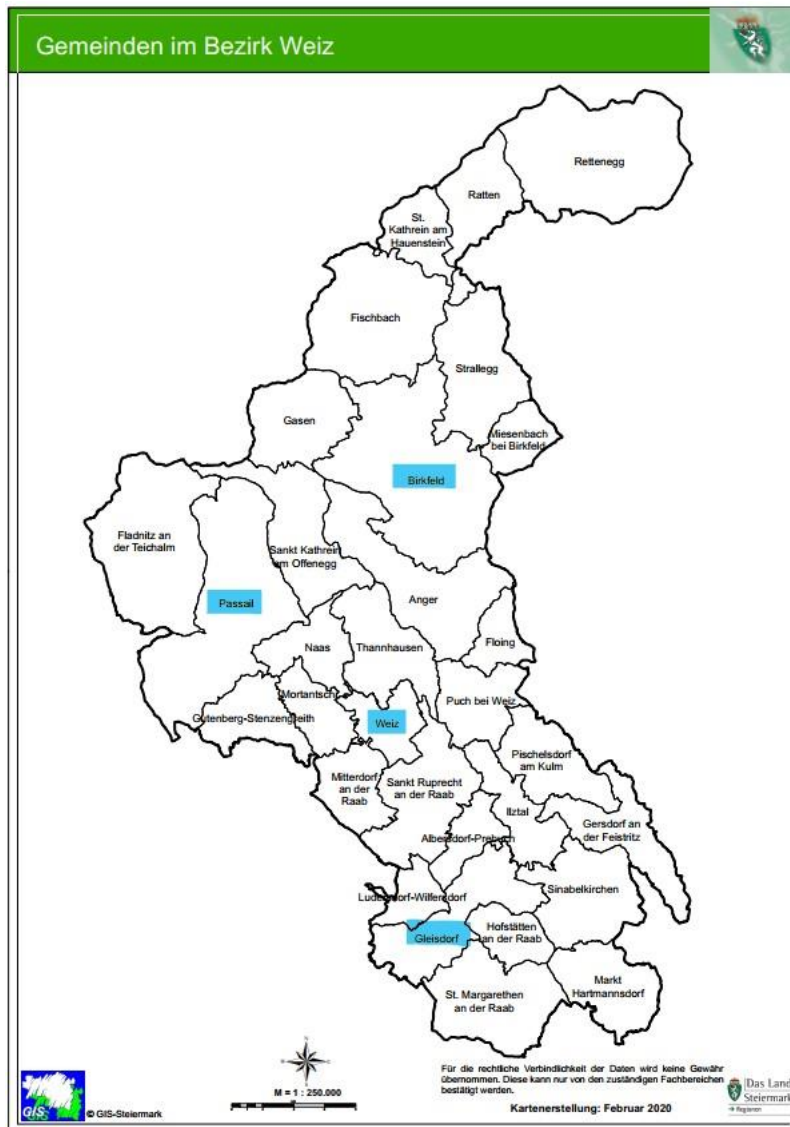 Gemeinden im Bezirk Weiz
Rettenegg
Ratten
St.
Kathrein am
Hauenstein
Fischbach
Strallegg
Gasen
Miesenbach
bei Birkfeld
Birkfeld
Fladnitz an
der Teichalm
Sankt Kathrein
am Offenegg
Passail
Anger
Floing
Naas
Thannhausen
Mortantsch
Puch bei Weiz
Gutenberg-Stenzengreith
Weiz
Pischelsdorf
am Kulm
Mitterdorf
an der
Raab
Sankt Ruprecht
an der Raab
Ilztal
Gersdorf an
der Feistritz
Albersdorf-Prebuch
Sinabelkirchen
Ludersdorf-Wilfersdorf
Hofstätten
an der Raab
Gleisdorf
Markt
Hartmannsdorf
St. Margarethen
an der Raab
M = 1 : 250.000
Für die rechtliche Verbindlichkeit der Daten wird keine Gewähr
übernommen. Diese kann nur von den zuständigen Fachbereichen
bestätigt werden.
Kartenerstellung: Februar 2020
GIS
© GIS-Steiermark
Das Land
Steiermark
→ Regionen